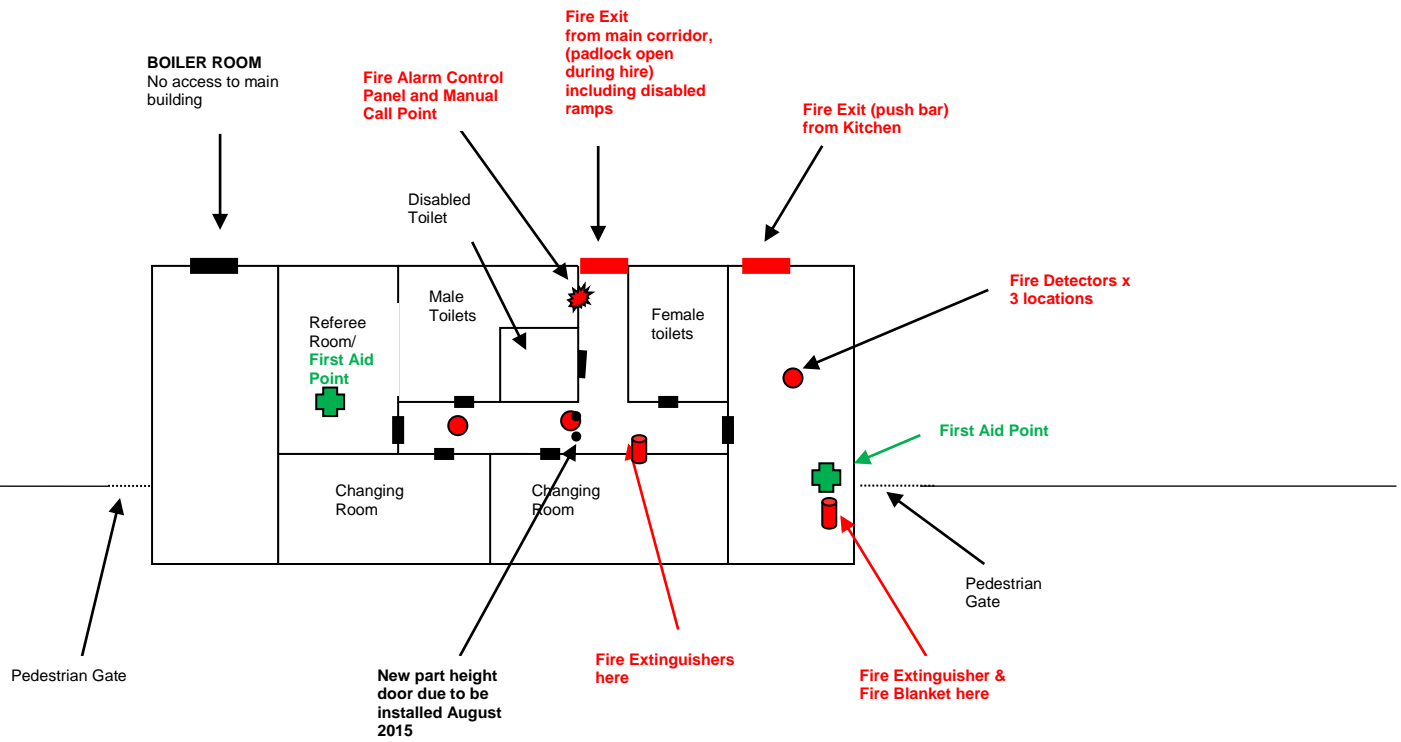 Fire Exit
from main corridor,
(padlock open
during hire)
including disabled
ramps
BOILER ROOM
No access to main
building
Fire Alarm Control
Panel and Manual
Call Point
Fire Exit (push bar)
from Kitchen
Disabled
Toilet
Fire Detectors x
3 locations
Male
Toilets
Female
toilets
Referee
Room/
First Aid
Point
First Aid Point
Changing
Room
Changing
Room
Pedestrian
Gate
Pedestrian Gate
New part height
door due to be
installed August
2015
Fire Extinguishers
here
Fire Extinguisher &
Fire Blanket here